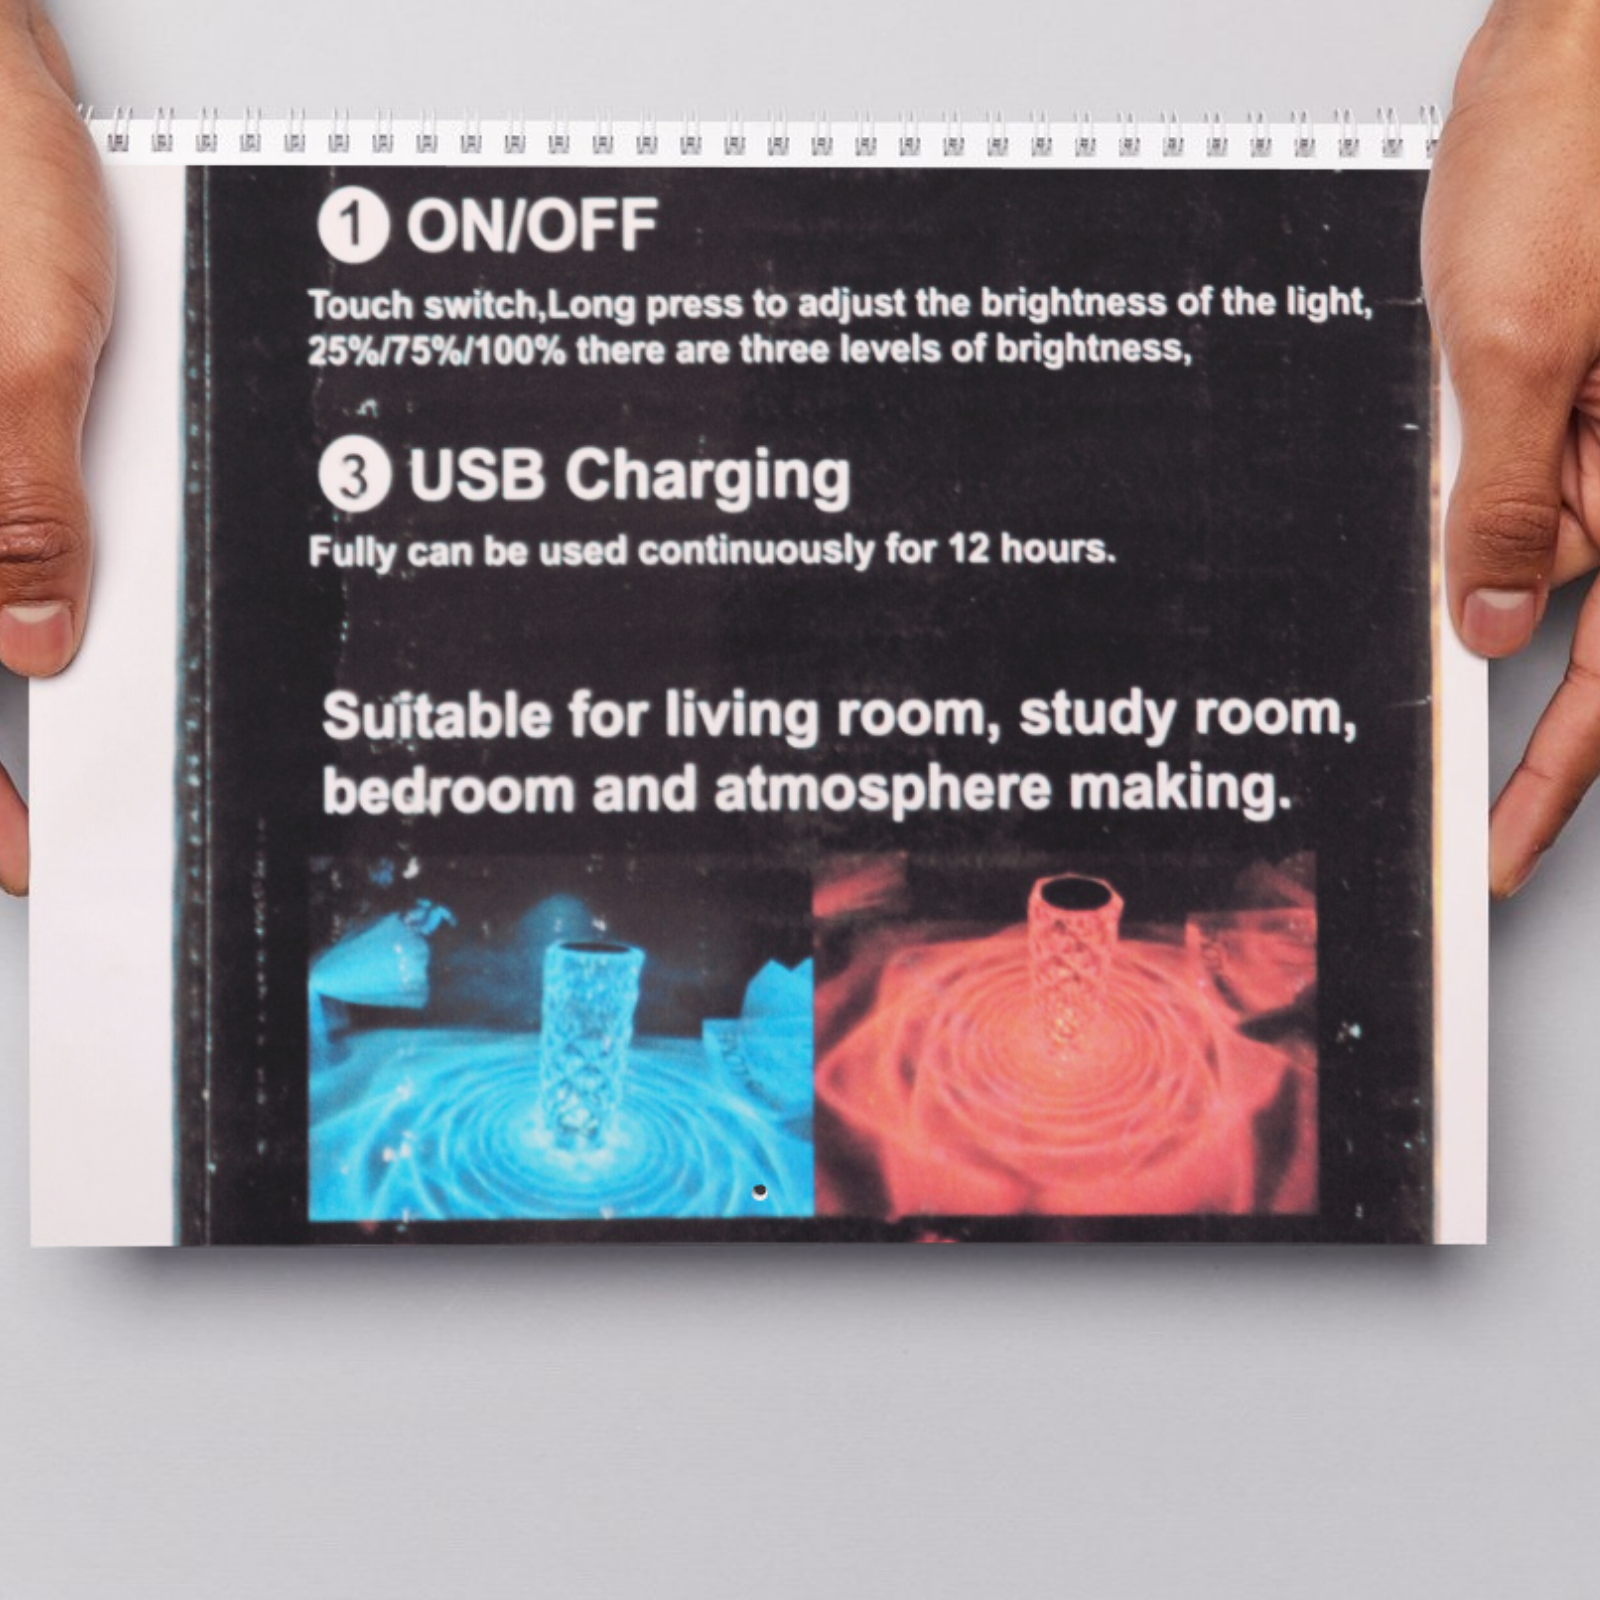 1 ON/OFF
Touch switch,Long press to adjust the brightness of the light,
25%/75%/100% there are three levels of brightness,
3 USB Charging
Fully can be used continuously for 12 hours.
Suitable for living room, study room,
bedroom and atmosphere making.